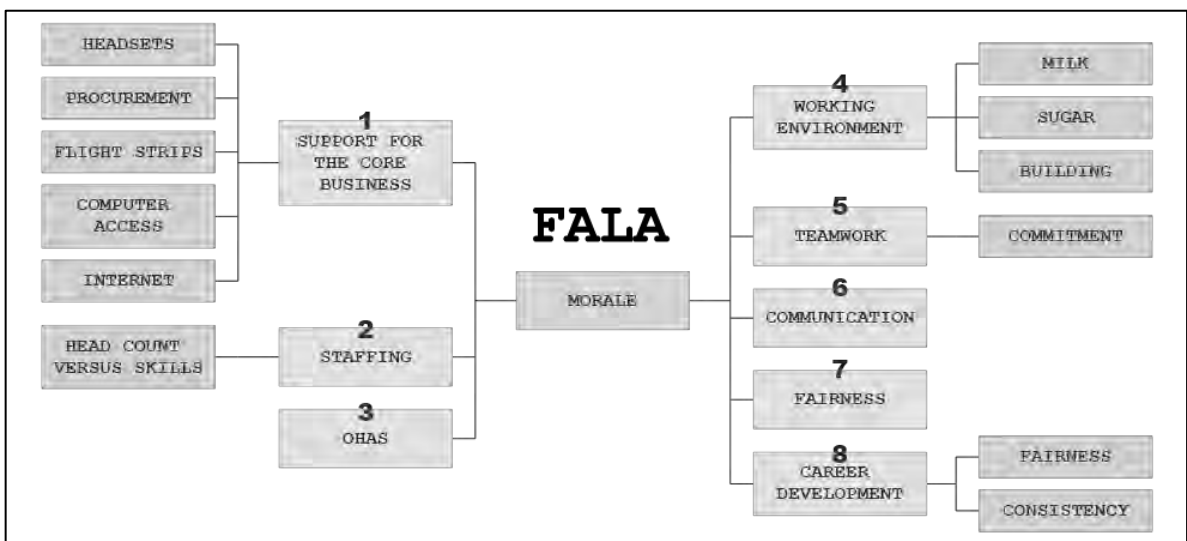 HEADSETS
PROCUREMENT
FLIGHT STRIPS
COMPUTER
ACCESS
INTERNET
HEAD COUNT
VERSUS SKILLS
1
SUPPORT FOR
THE CORE
BUSINESS
2
STAFFING
3
OHAS
FALA
MORALE
4
WORKING
ENVIRONMENT
5
TEAMWORK
6
COMMUNICATION
7
FAIRNESS
8
CAREER
DEVELOPMENT
MILK
SUGAR
BUILDING
COMMITMENT
FAIRNESS
CONSISTENCY